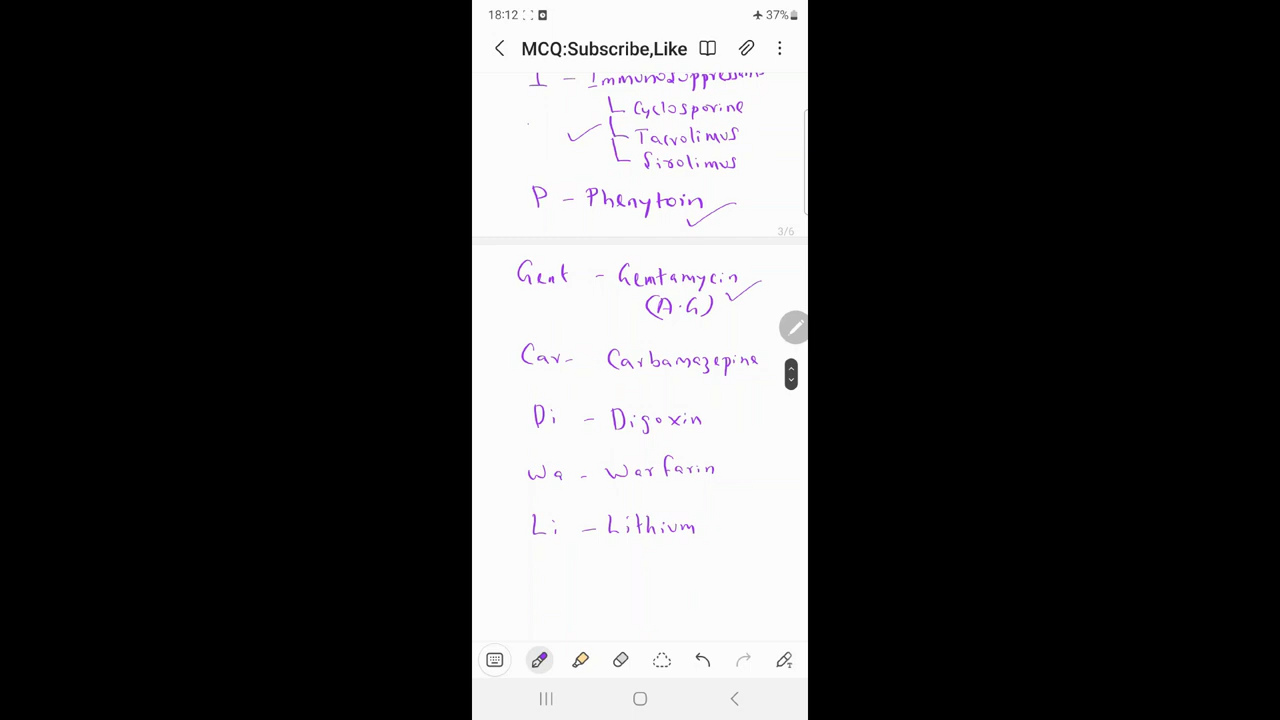 18:12 37%
MCQ:Subscribe,Like
I - Immunosuppressants
Cyclosporine
Tacrolimus
Sirolimus
P - Phenytoin
3/6
Gent - Gentamycin
(A.G)
Car- Carbamazepine
Di - Digoxin
Wa - Warfarin
Li - Lithium